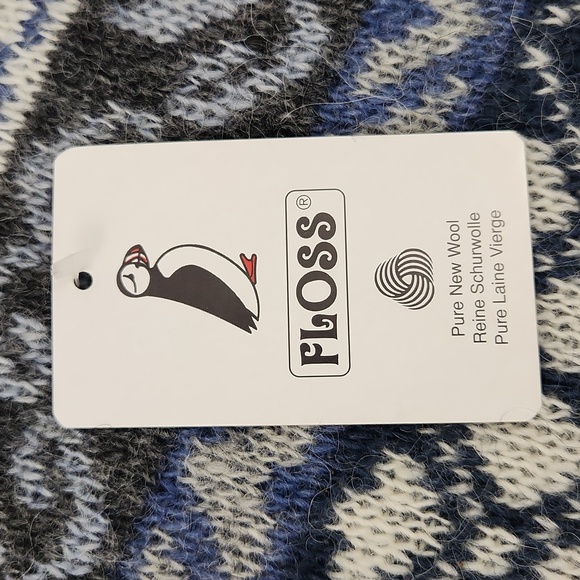 FLOSS®
Pure New Wool
Reine Schurwolle
Pure Laine Vierge